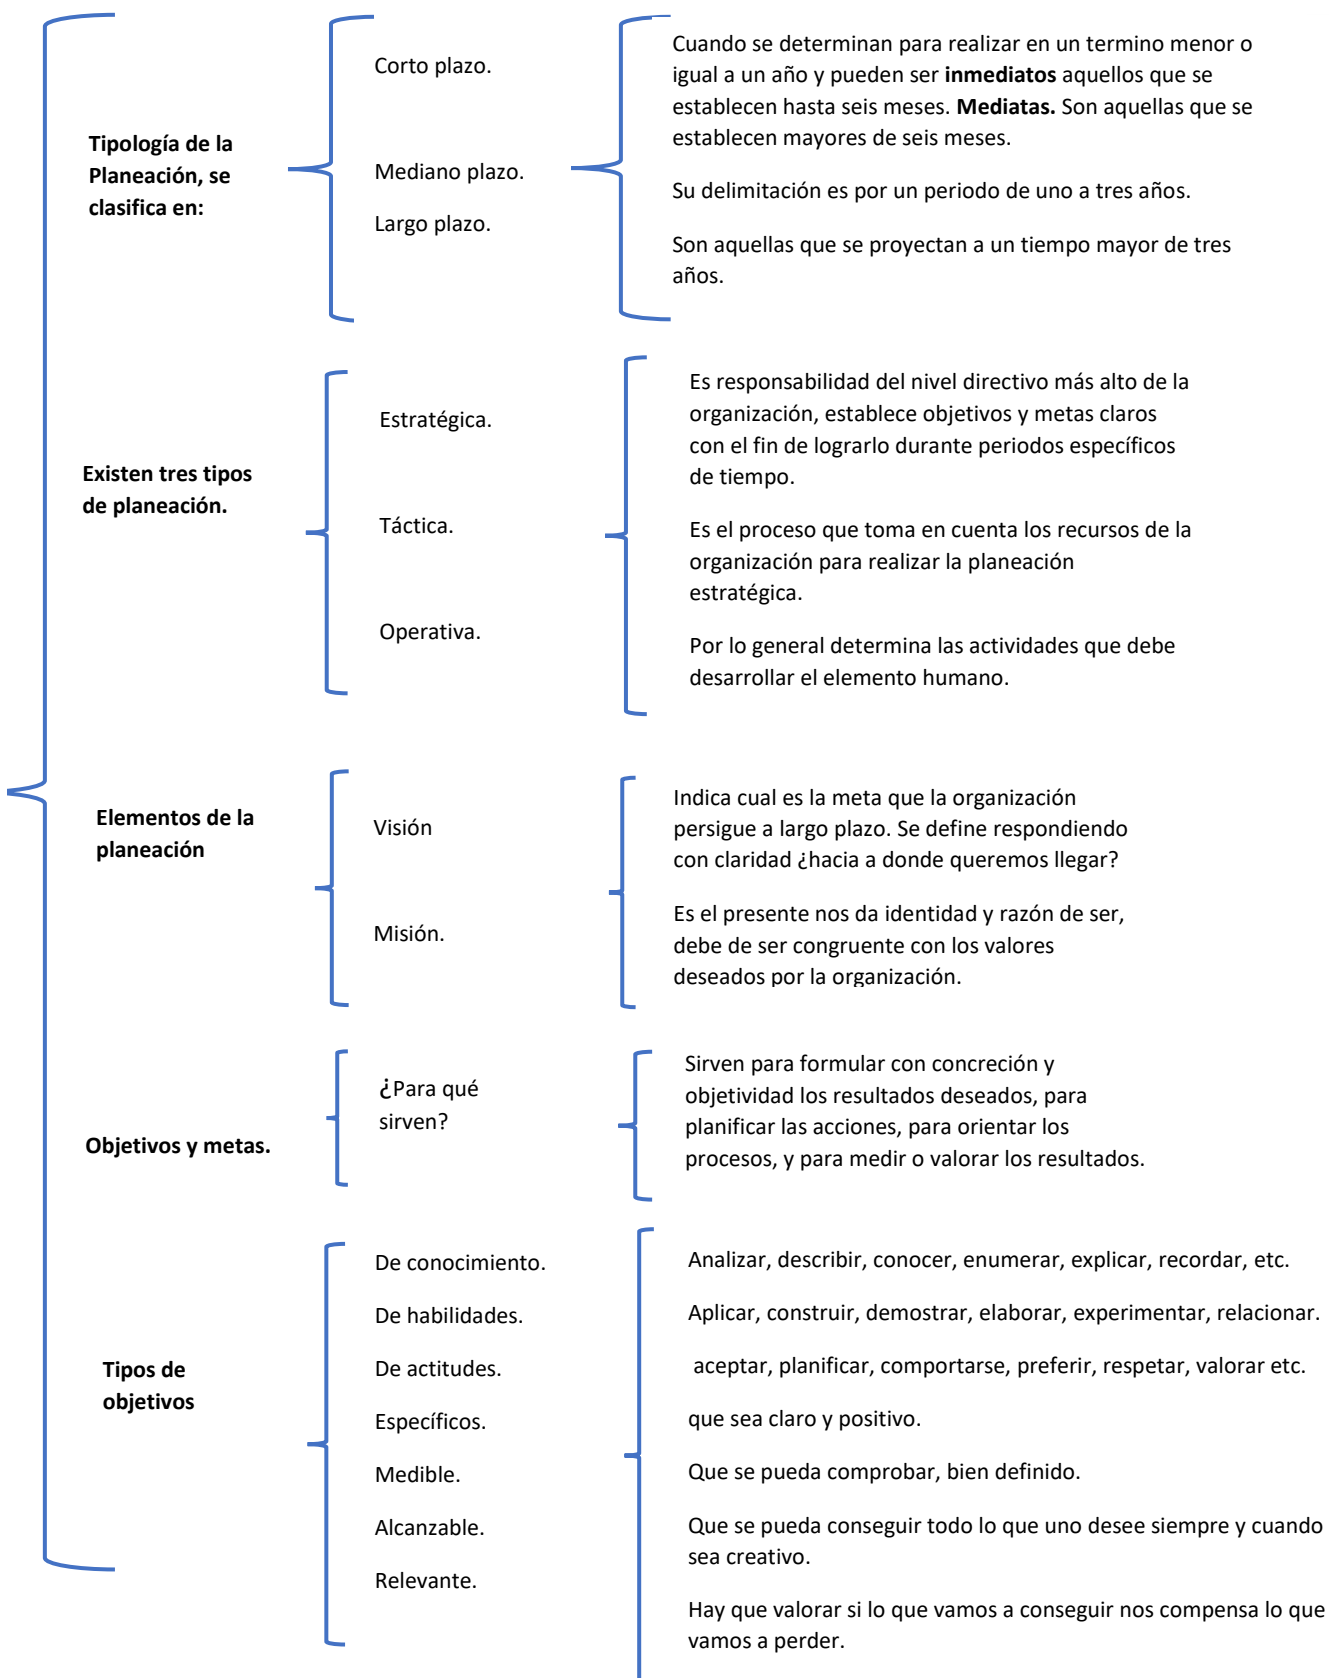 Tipología de la
Planeación, se
clasifica en:
Corto plazo.
Mediano plazo.
Largo plazo.
Cuando se determinan para realizar en un termino menor o
igual a un año y pueden ser inmediatos aquellos que se
establecen hasta seis meses. Mediatas. Son aquellas que se
establecen mayores de seis meses.
Su delimitación es por un periodo de uno a tres años.
Son aquellas que se proyectan a un tiempo mayor de tres
años.
Existen tres tipos
de planeación.
Estratégica.
Táctica.
Operativa.
Es responsabilidad del nivel directivo más alto de la
organización, establece objetivos y metas claros
con el fin de lograrlo durante periodos específicos
de tiempo.
Es el proceso que toma en cuenta los recursos de la
organización para realizar la planeación
estratégica.
Por lo general determina las actividades que debe
desarrollar el elemento humano.
Elementos de la
planeación
Visión
Misión.
Indica cual es la meta que la organización
persigue a largo plazo. Se define respondiendo
con claridad ¿hacia a donde queremos llegar?
Es el presente nos da identidad y razón de ser,
debe de ser congruente con los valores
deseados por la organización.
Objetivos y metas.
¿Para qué
sirven?
Sirven para formular con concreción y
objetividad los resultados deseados, para
planificar las acciones, para orientar los
procesos, y para medir o valorar los resultados.
Tipos de
objetivos
De conocimiento.
De habilidades.
De actitudes.
Específicos.
Medible.
Alcanzable.
Relevante.
Analizar, describir, conocer, enumerar, explicar, recordar, etc.
Aplicar, construir, demostrar, elaborar, experimentar, relacionar.
aceptar, planificar, comportarse, preferir, respetar, valorar etc.
que sea claro y positivo.
Que se pueda comprobar, bien definido.
Que se pueda conseguir todo lo que uno desee siempre y cuando
sea creativo.
Hay que valorar si lo que vamos a conseguir nos compensa lo que
vamos a perder.